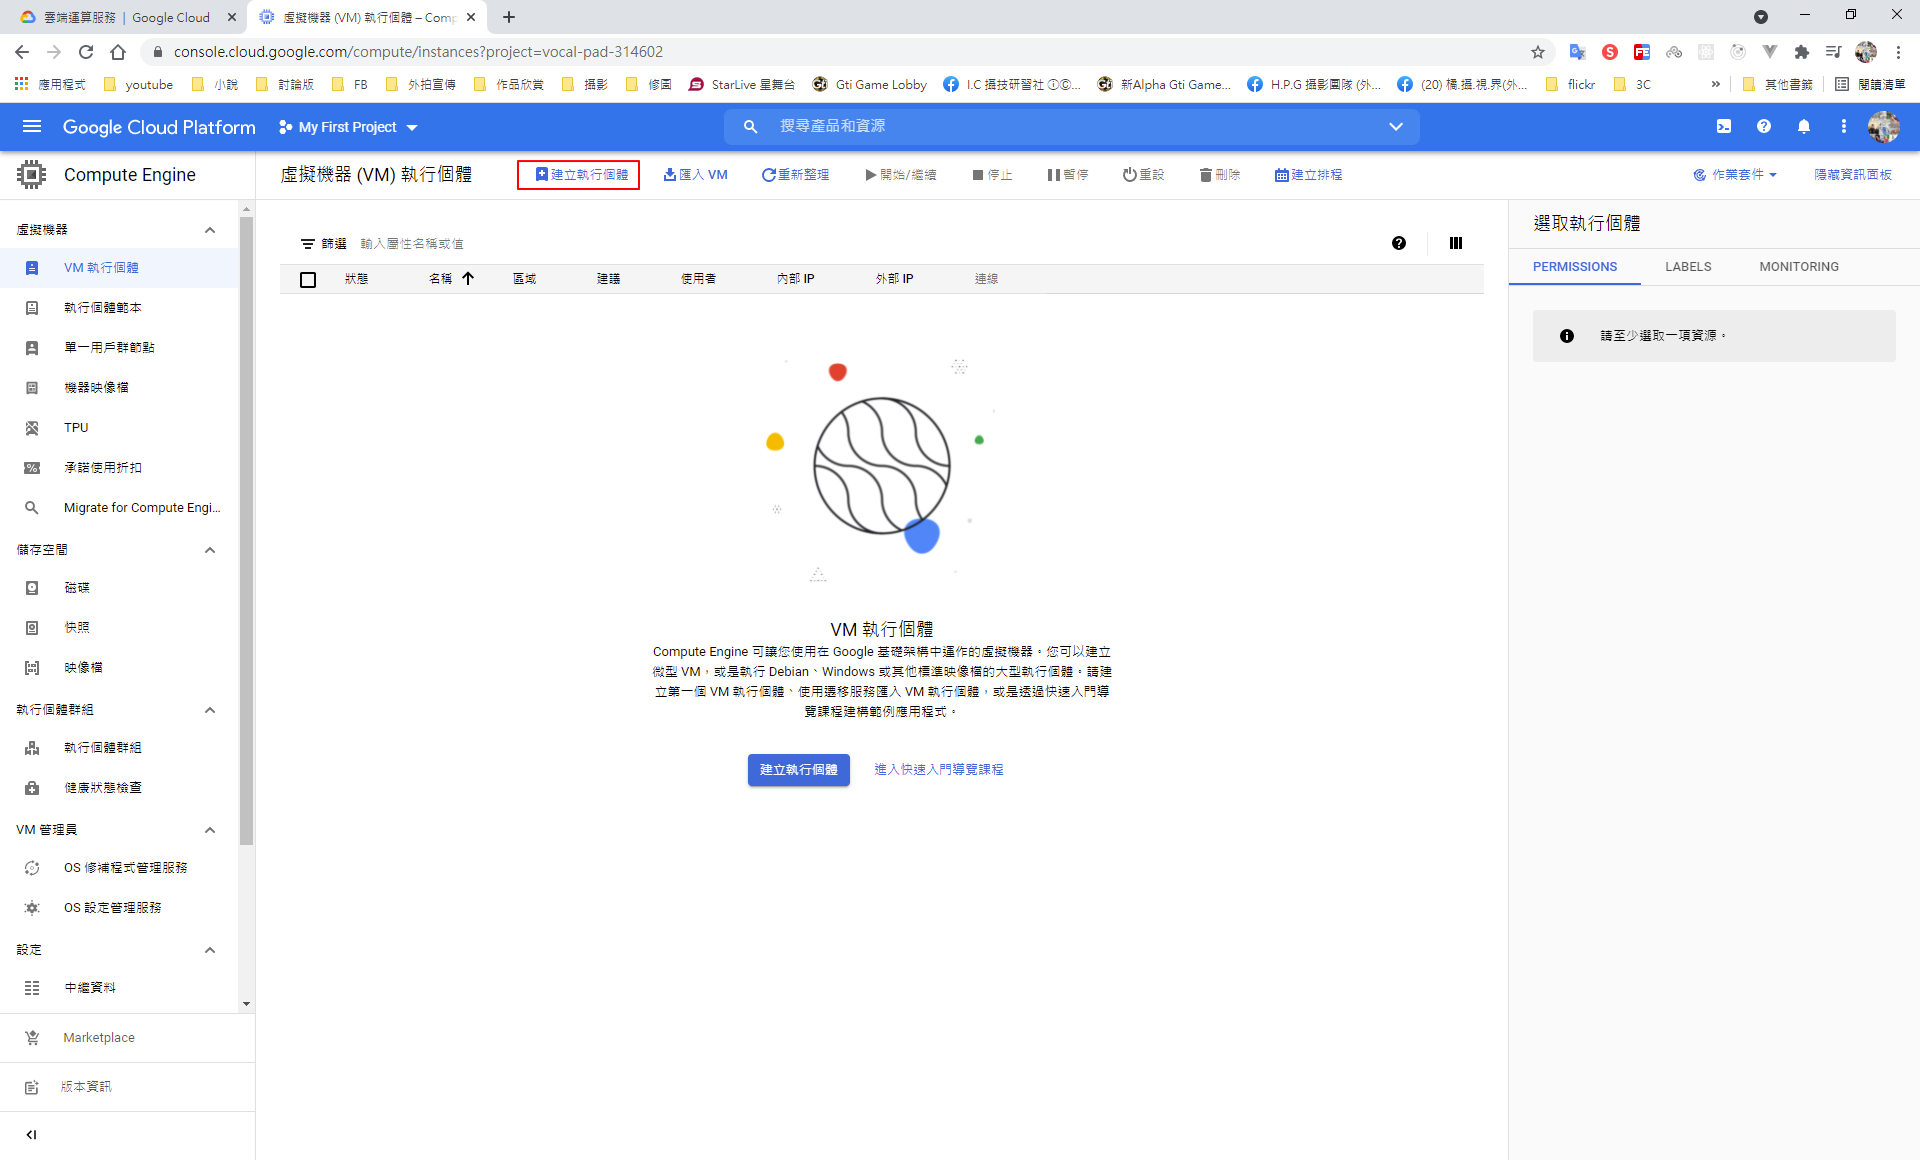 雲端運算服務 | Google Cloud
虛擬機器 (VM) 執行個體 – Comp
console.cloud.google.com/compute/instances?project=vocal-pad-314602
應用程式
youtube
小說
討論版
FB
外拍宣傳
作品欣賞
攝影
修圖
StarLive 星舞台
Gti Game Lobby
I.C 攝技研習社 ⒾⒸ...
新Alpha Gti Game...
H.P.G 攝影團隊 (外...
(20) 橘.攝.視.界(外...
flickr
3C
»
其他書籤
閱讀清單
Google Cloud Platform
My First Project
搜尋產品和資源
Compute Engine
虛擬機器 (VM) 執行個體
建立執行個體
匯入 VM
重新整理
開始/繼續
停止
暫停
重設
刪除
建立排程
作業套件
隱藏資訊面板
虛擬機器
VM 執行個體
執行個體範本
單一用戶群節點
機器映像檔
TPU
承諾使用折扣
Migrate for Compute Engi...
儲存空間
磁碟
快照
映像檔
執行個體群組
執行個體群組
健康狀態檢查
VM 管理員
OS 修補程式管理服務
OS 設定管理服務
設定
中繼資料
Marketplace
版本資訊
篩選 輸入屬性名稱或值
狀態 名稱 區域 建議 使用者 內部 IP 外部 IP 連線
VM 執行個體
Compute Engine 可讓您使用在 Google 基礎架構中運作的虛擬機器。您可以建立
微型 VM，或是執行 Debian、Windows 或其他標準映像檔的大型執行個體。請建
立第一個 VM 執行個體、使用遷移服務匯入 VM 執行個體，或是透過快速入門導
覽課程建構範例應用程式。
建立執行個體
進入快速入門導覽課程
選取執行個體
PERMISSIONS LABELS MONITORING
請至少選取一項資源。